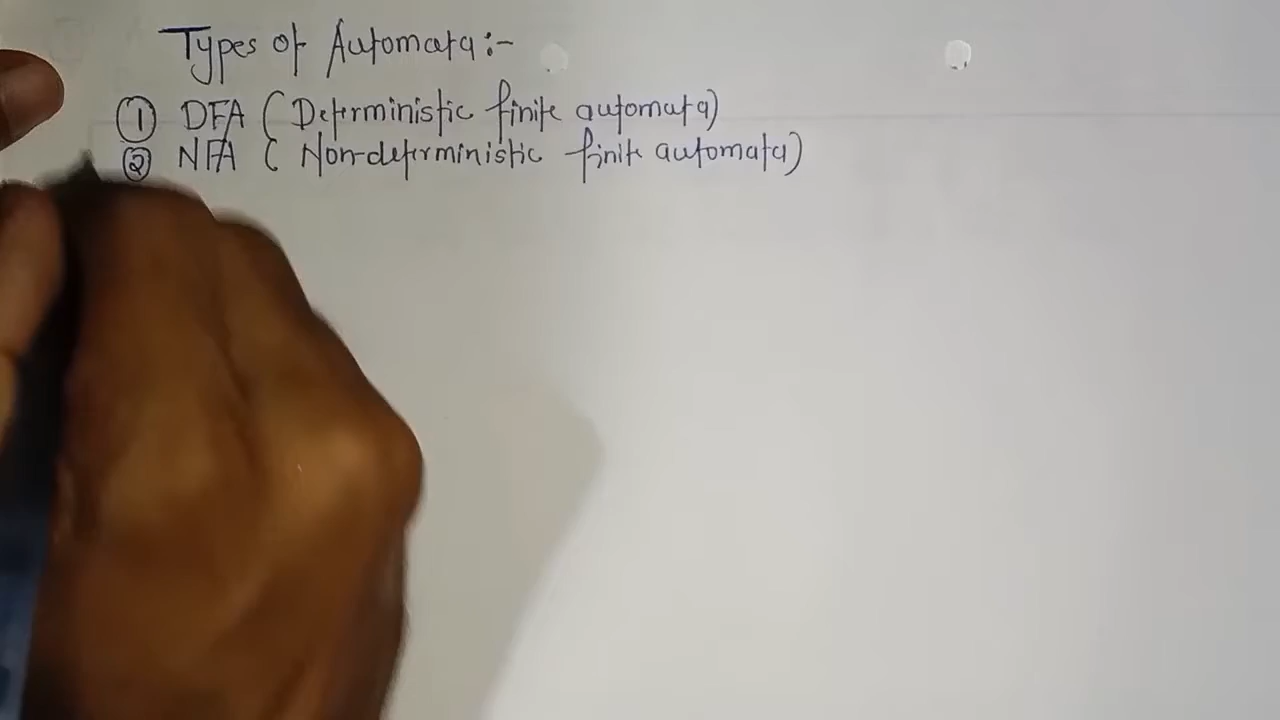 Types of Automata:-
① DFA ( Deterministic finite automata)
② NFA ( Non-deterministic finite automata)